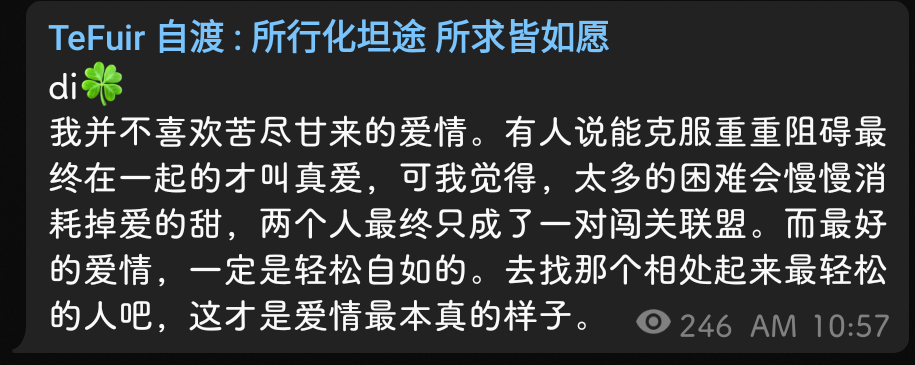 TeFuir 自渡 : 所行化坦途 所求皆如愿
di🍀
我并不喜欢苦尽甘来的爱情。有人说能克服重重阻碍最
终在一起的才叫真爱，可我觉得，太多的困难会慢慢消
耗掉爱的甜，两个人最终只成了一对闯关联盟。而最好
的爱情，一定是轻松自如的。去找那个相处起来最轻松
的人吧，这才是爱情最本真的样子。
246 AM 10:57